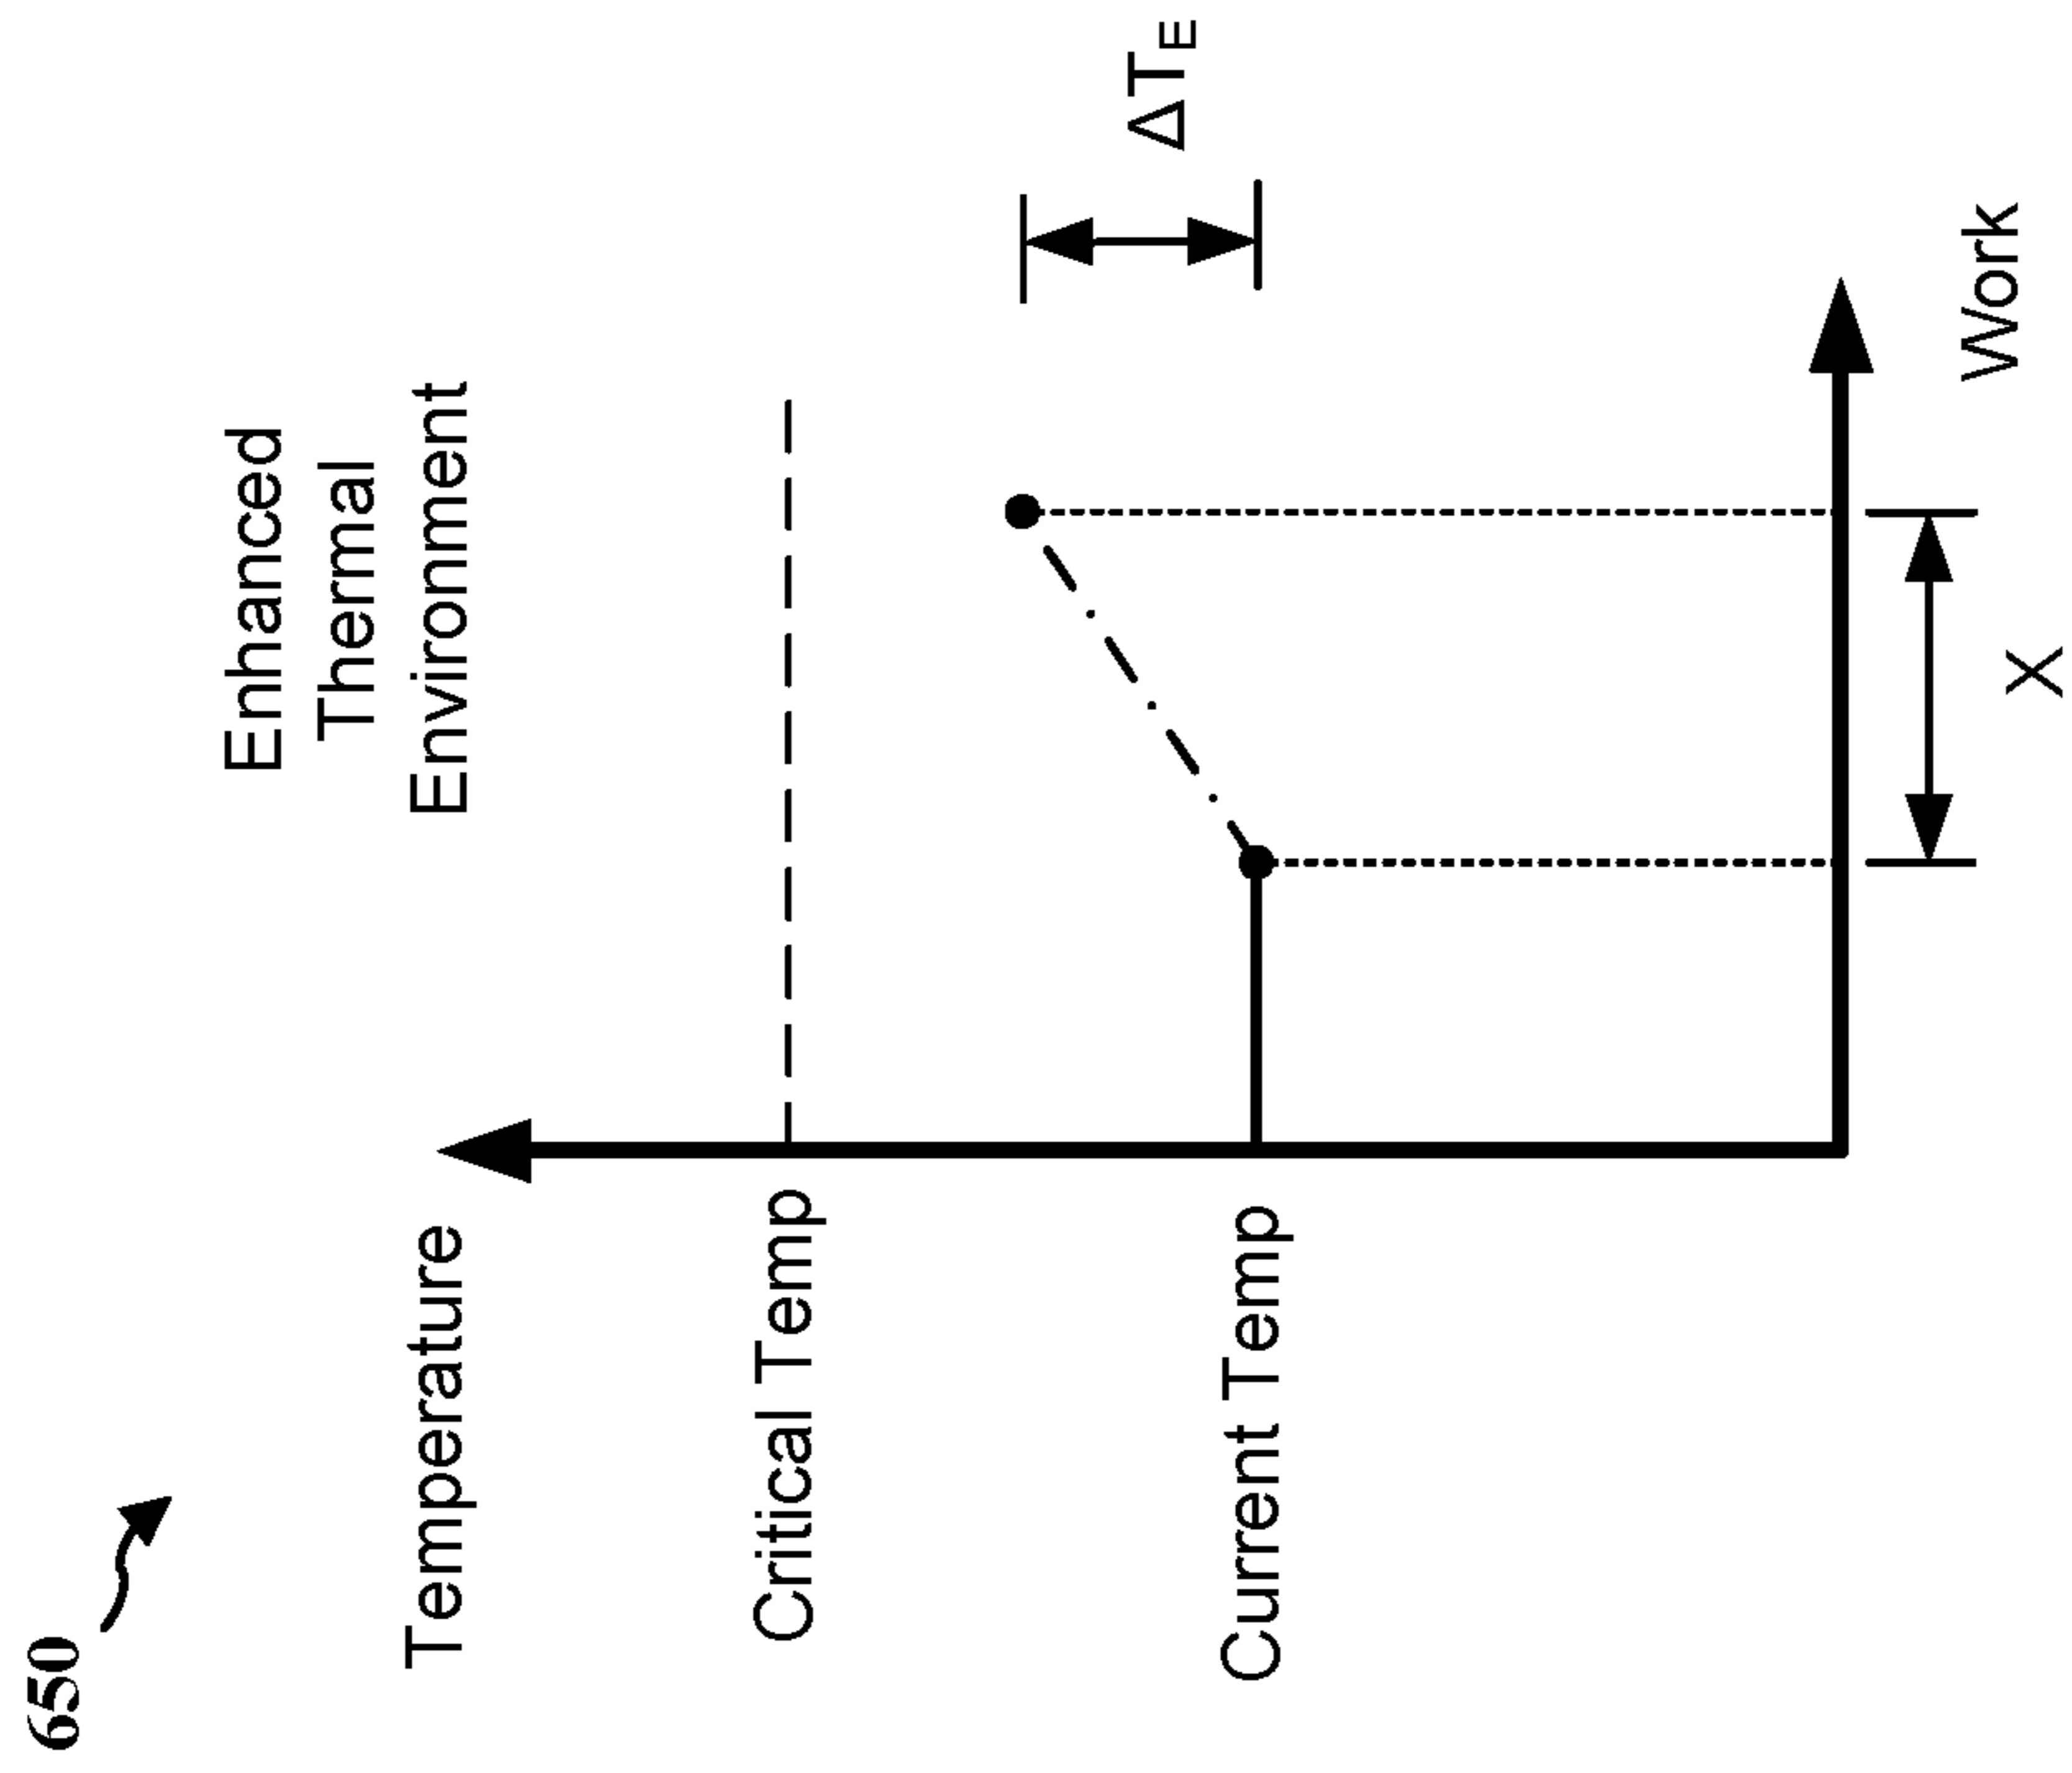 650
Enhanced
Thermal
Environment
Temperature
Critical Temp
Current Temp
ΔTE
Work
X